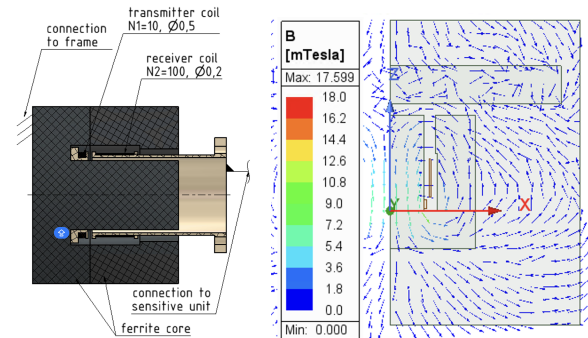 transmitter coil
N1=10, Ø0,5
connection
to frame
receiver coil
N2=100, Ø0,2
connection to
sensitive unit
ferrite core
B
[mTesla]
Max: 17.599
18.0
16.2
14.4
12.6
10.8
9.0
7.2
5.4
3.6
1.8
0.0
Min: 0.000
Z
Y
X